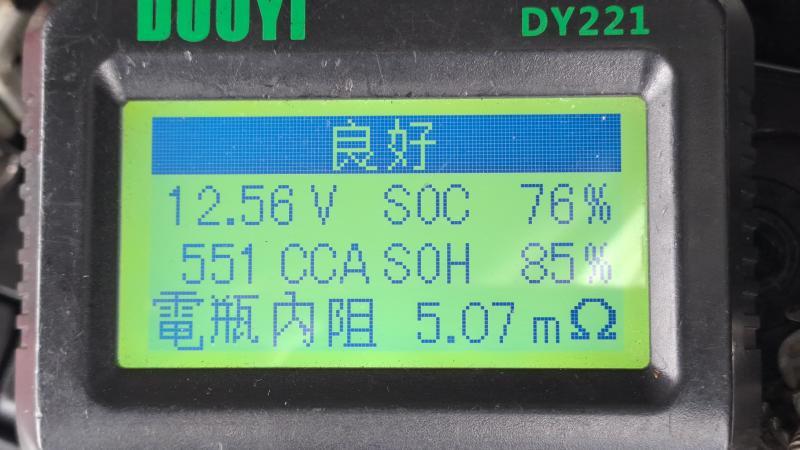 DUOYI
DY221
良好
12.56 V SOC 76%
551 CCA SOH 85%
電瓶內阻 5.07 mΩ